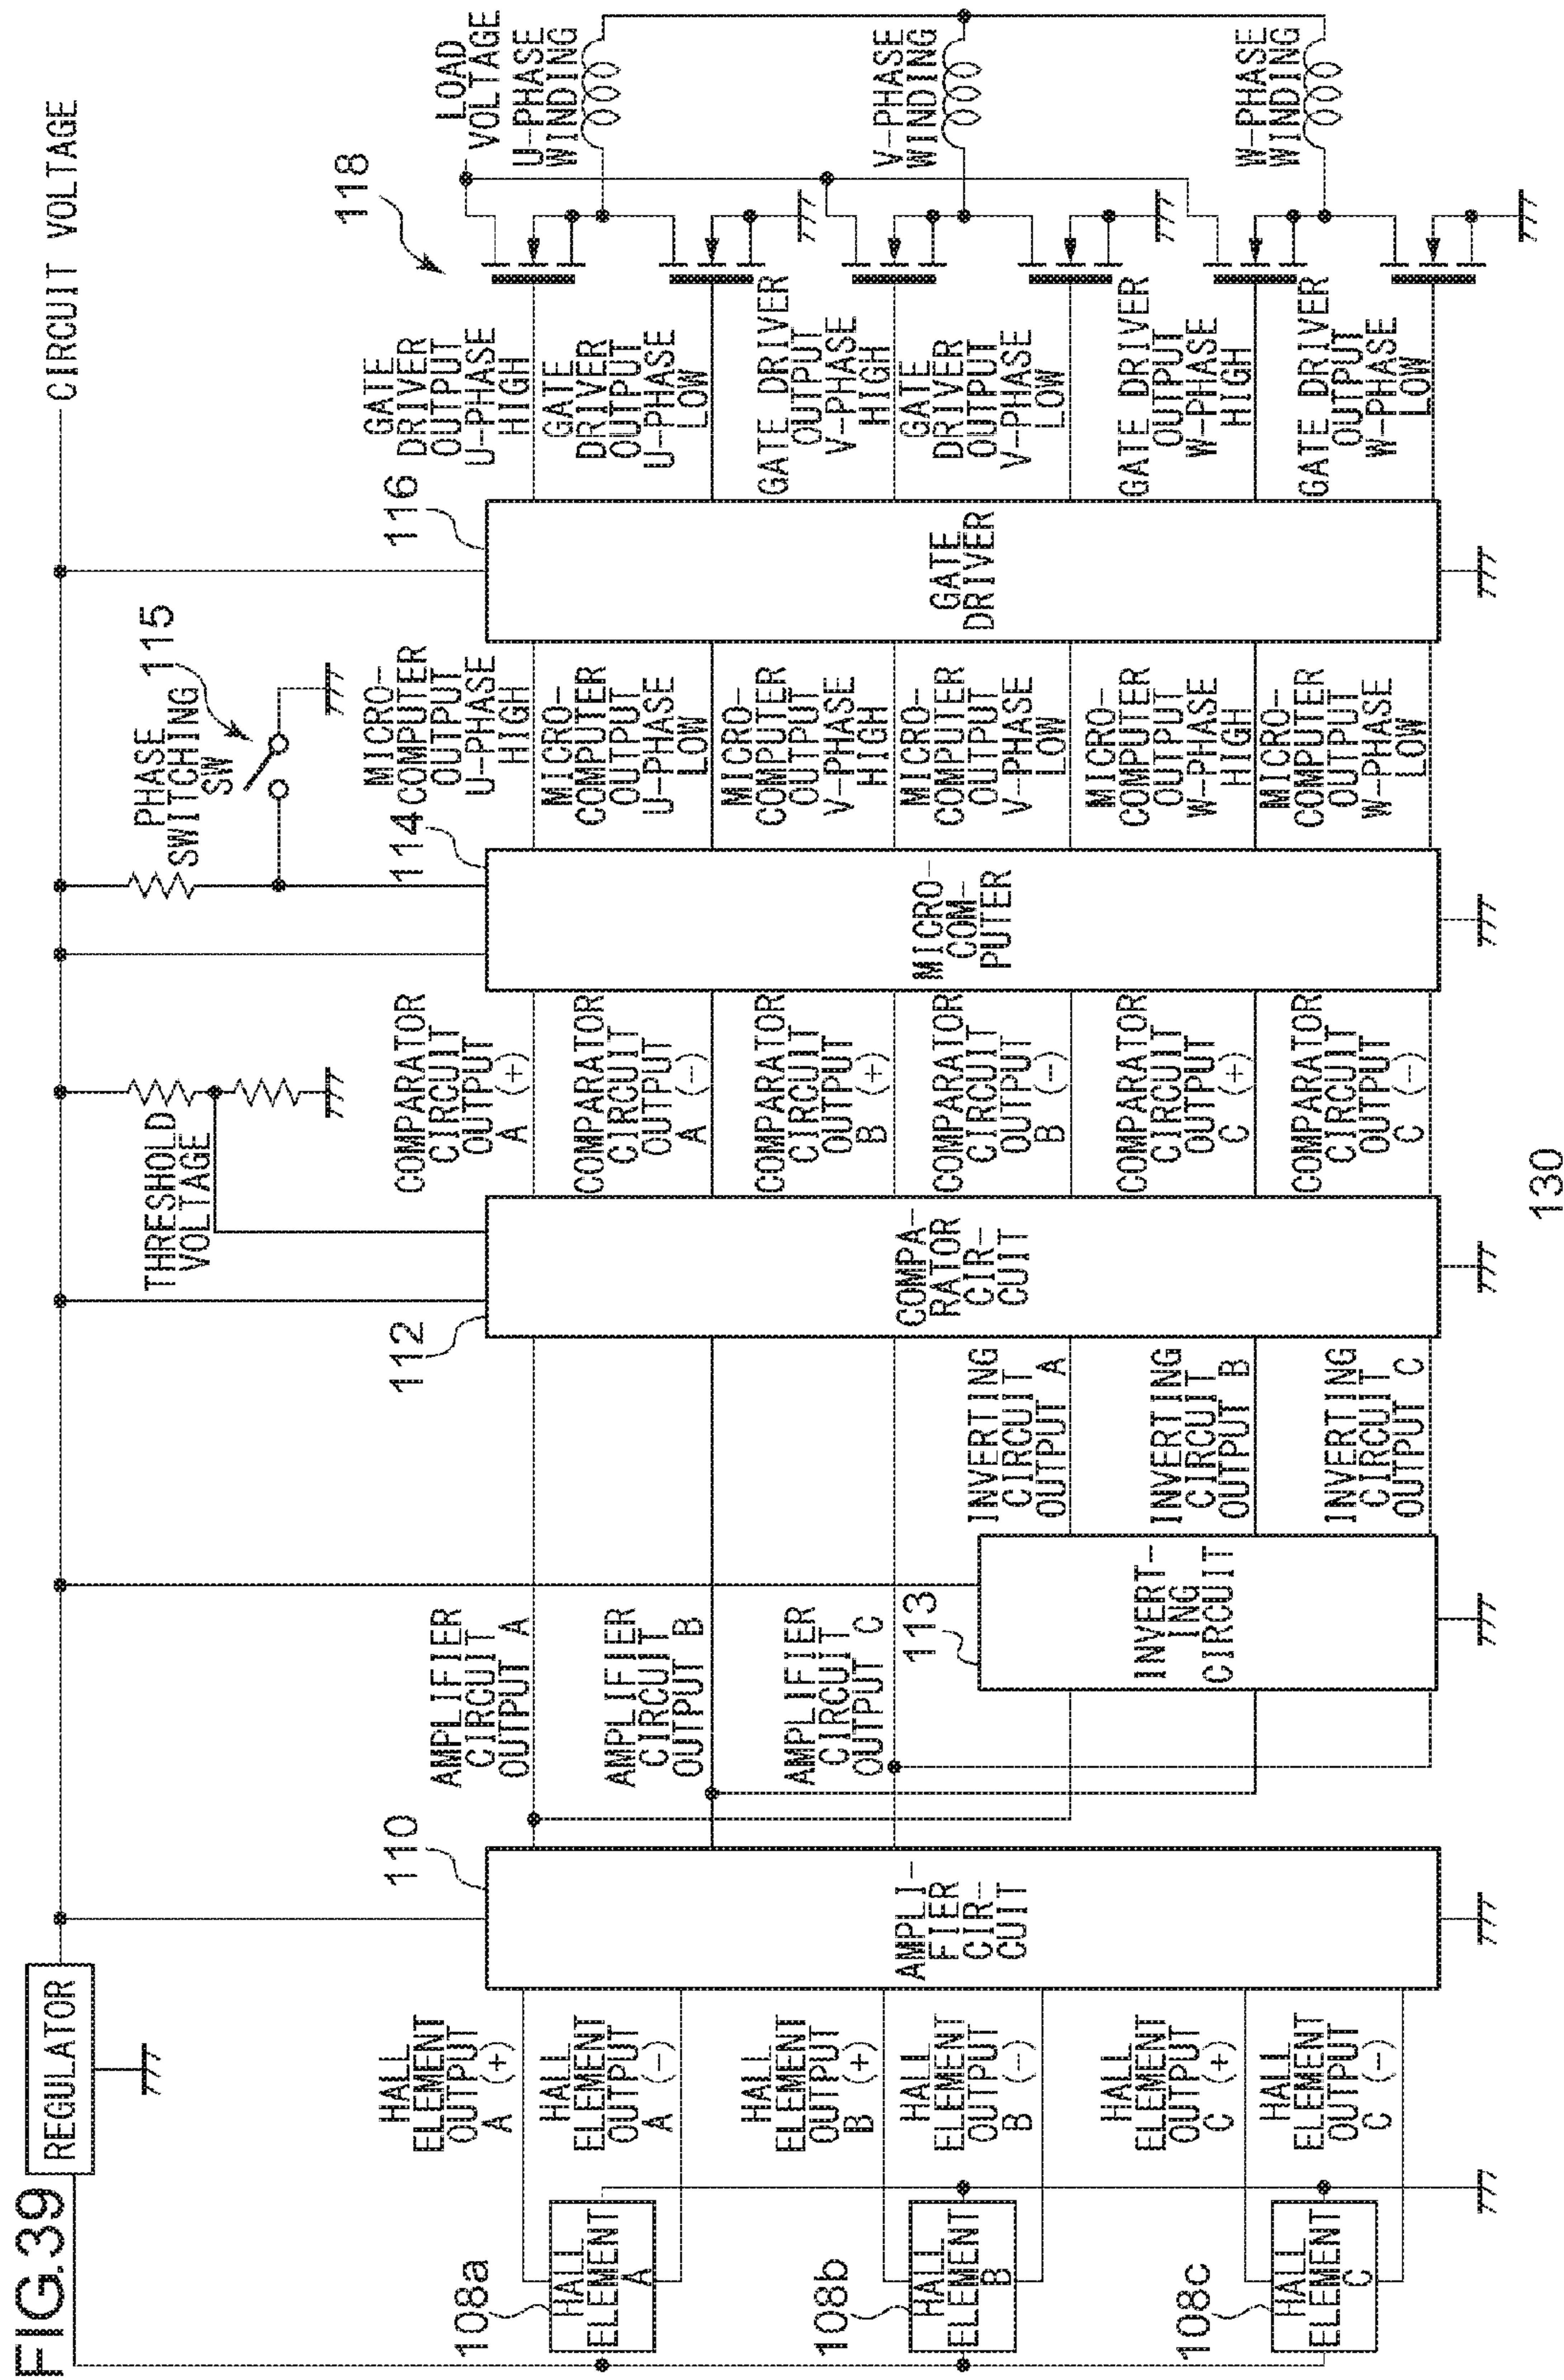 FIG.39
REGULATOR
CIRCUIT VOLTAGE
THRESHOLD
VOLTAGE
PHASE
SWITCHING
SW
115
HALL
ELEMENT
A
108a
HALL
ELEMENT
B
108b
HALL
ELEMENT
C
108c
HALL
ELEMENT
OUTPUT
A (+)
HALL
ELEMENT
OUTPUT
A (-)
HALL
ELEMENT
OUTPUT
B (+)
HALL
ELEMENT
OUTPUT
B (-)
HALL
ELEMENT
OUTPUT
C (+)
HALL
ELEMENT
OUTPUT
C (-)
110
AMPLI-
FIER
CIR-
CUIT
AMPLIFIER
CIRCUIT
OUTPUT A
AMPLIFIER
CIRCUIT
OUTPUT B
AMPLIFIER
CIRCUIT
OUTPUT C
113
INVERT-
ING
CIRCUIT
INVERTING
CIRCUIT
OUTPUT A
INVERTING
CIRCUIT
OUTPUT B
INVERTING
CIRCUIT
OUTPUT C
112
COMPA-
RATOR
CIR-
CUIT
COMPARATOR
CIRCUIT
OUTPUT
A (+)
COMPARATOR
CIRCUIT
OUTPUT
A (-)
COMPARATOR
CIRCUIT
OUTPUT
B (+)
COMPARATOR
CIRCUIT
OUTPUT
B (-)
COMPARATOR
CIRCUIT
OUTPUT
C (+)
COMPARATOR
CIRCUIT
OUTPUT
C (-)
114
MICRO-
COM-
PUTER
MICRO-
COMPUTER
OUTPUT
U-PHASE
HIGH
MICRO-
COMPUTER
OUTPUT
U-PHASE
LOW
MICRO-
COMPUTER
OUTPUT
V-PHASE
HIGH
MICRO-
COMPUTER
OUTPUT
V-PHASE
LOW
MICRO-
COMPUTER
OUTPUT
W-PHASE
HIGH
MICRO-
COMPUTER
OUTPUT
W-PHASE
LOW
116
GATE
DRIVER
GATE
DRIVER
OUTPUT
U-PHASE
HIGH
GATE
DRIVER
OUTPUT
U-PHASE
LOW
GATE DRIVER
OUTPUT
V-PHASE
HIGH
GATE
DRIVER
OUTPUT
V-PHASE
LOW
GATE DRIVER
OUTPUT
W-PHASE
HIGH
GATE DRIVER
OUTPUT
W-PHASE
LOW
118
LOAD
VOLTAGE
U-PHASE
WINDING
V-PHASE
WINDING
W-PHASE
WINDING
130